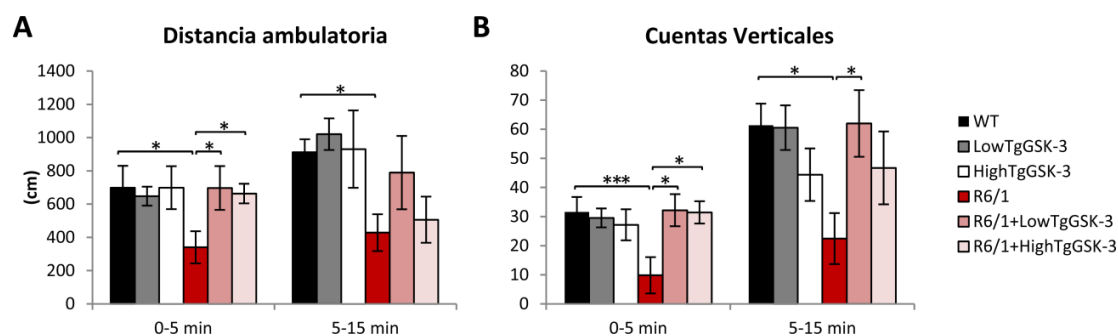 A
Distancia ambulatoria
B
Cuentas Verticales
(cm)
1400
1200
1000
800
600
400
200
0
* * * *
0-5 min
5-15 min
80
70
60
50
40
30
20
10
0
*** * * * *
0-5 min
5-15 min
WT
LowTgGSK-3
HighTgGSK-3
R6/1
R6/1+LowTgGSK-3
R6/1+HighTgGSK-3